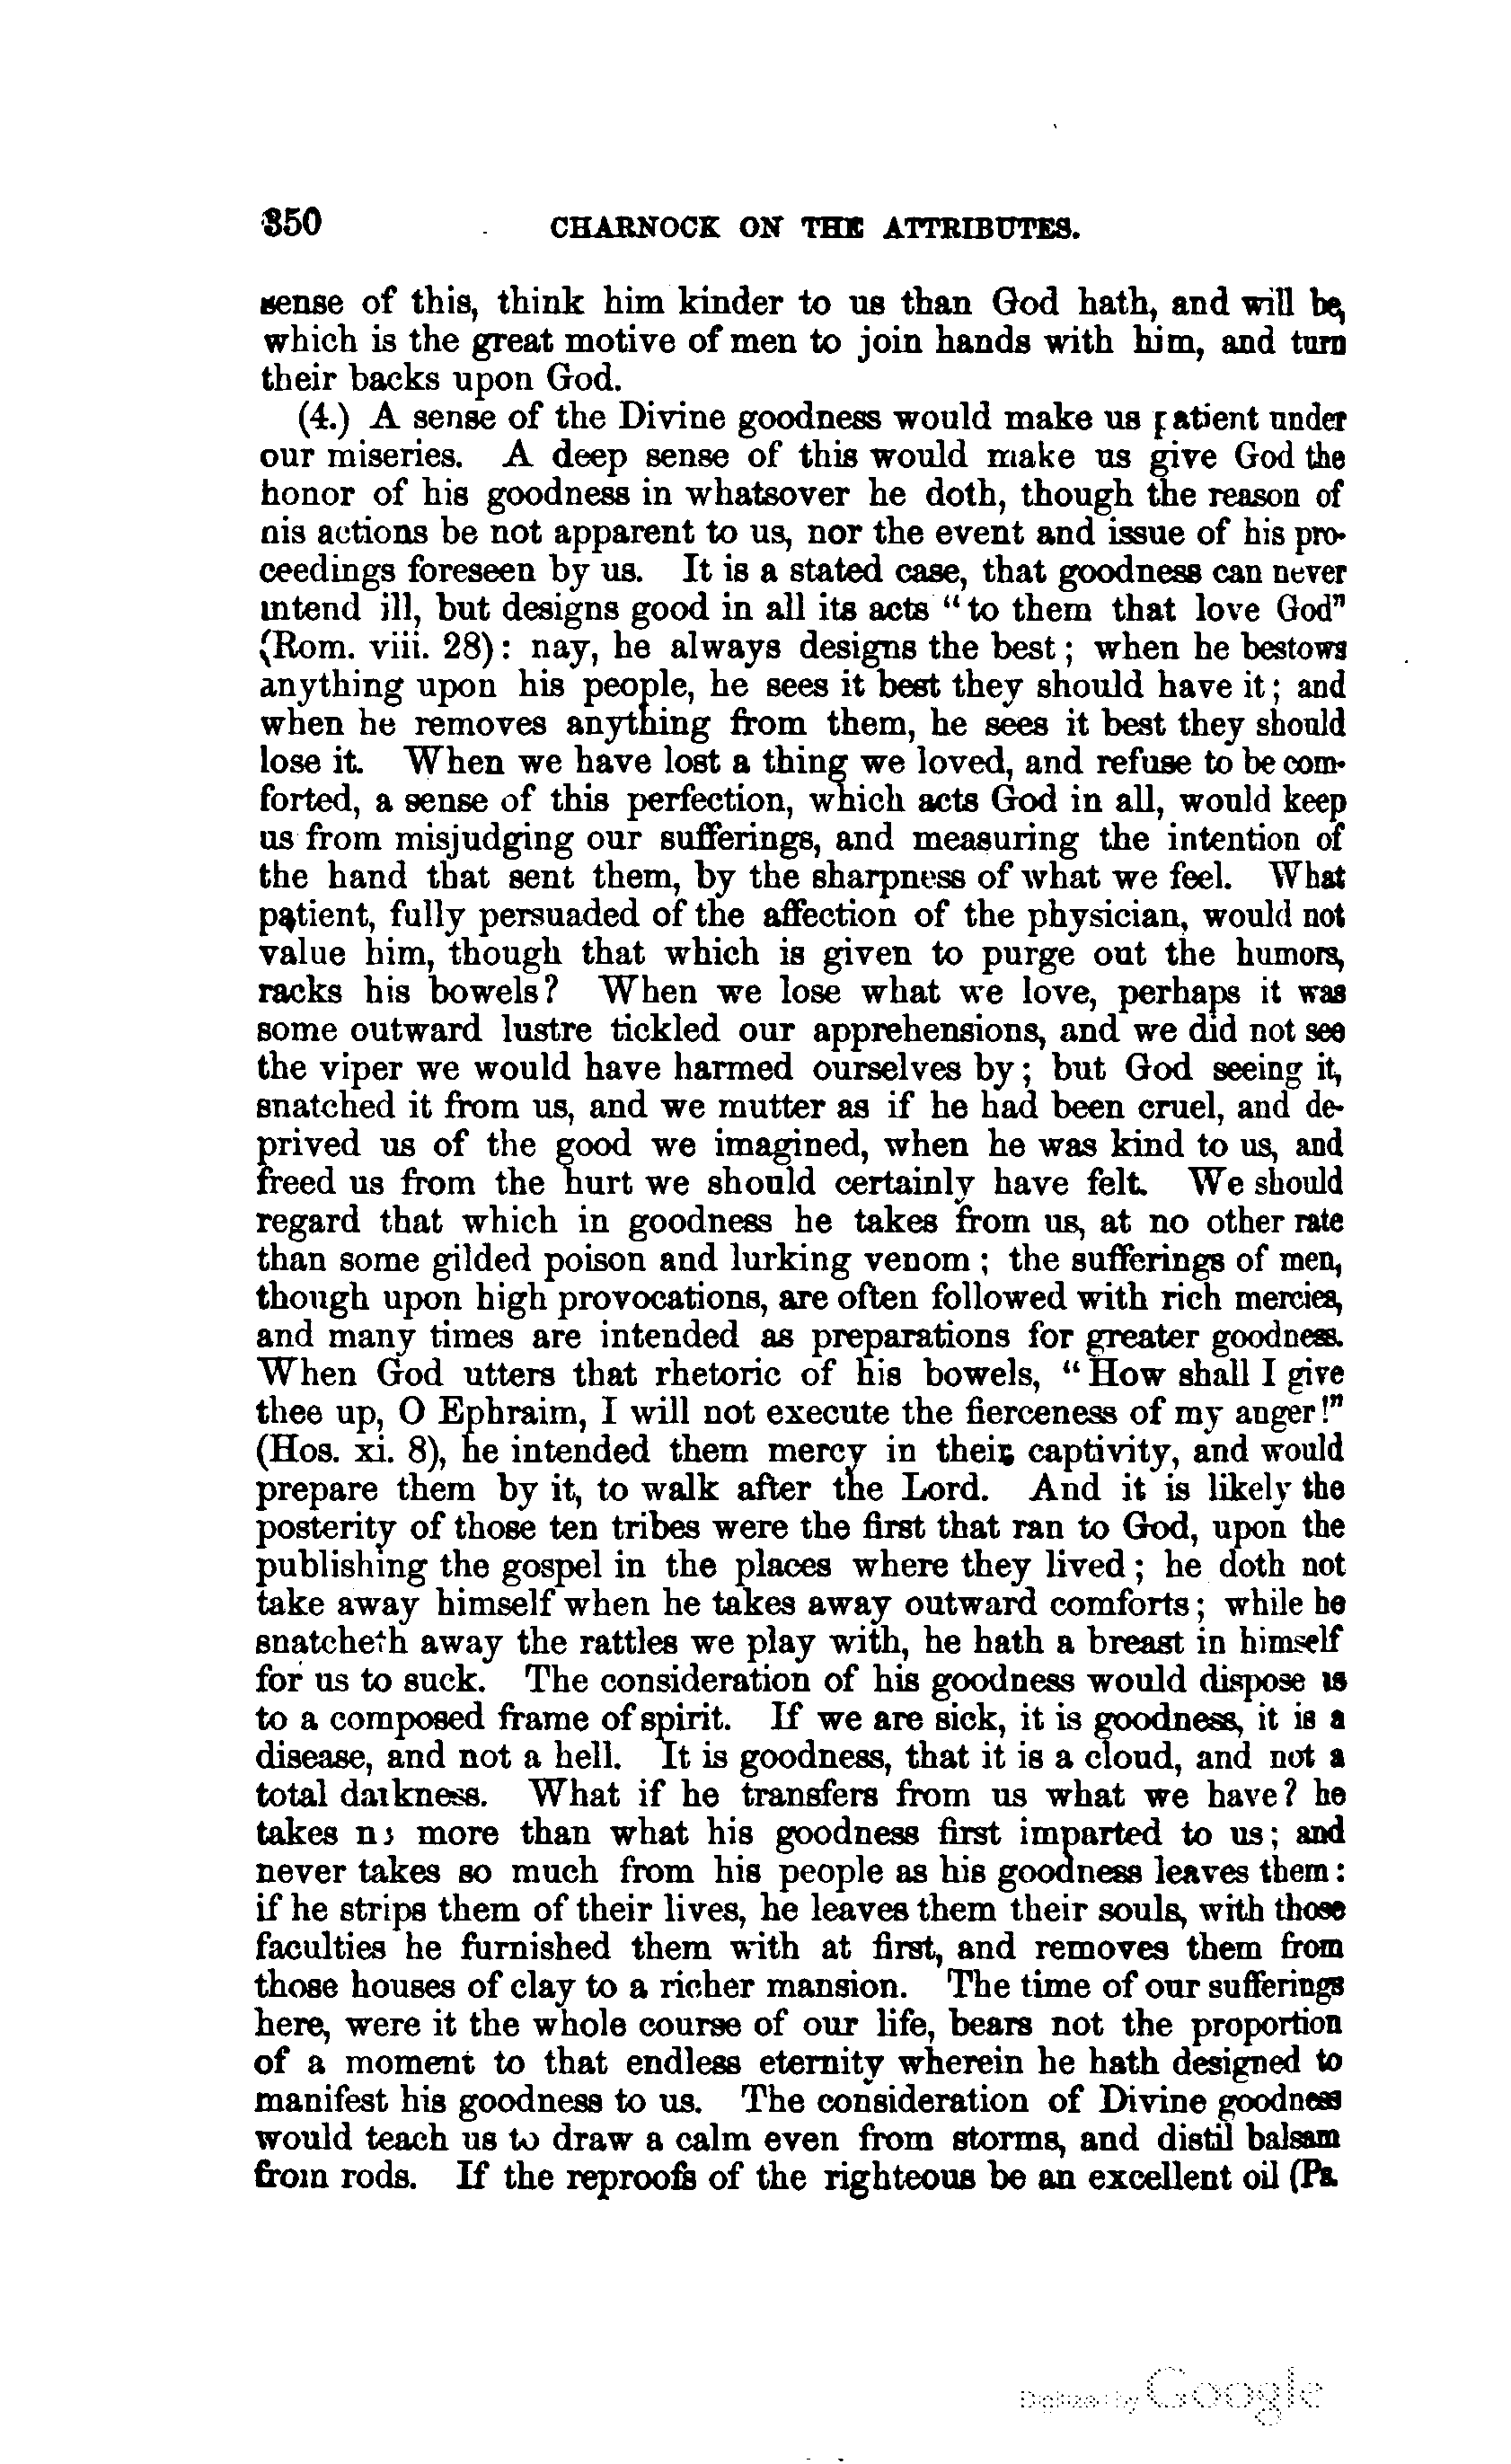 350 CHARNOCK ON THE ATTRIBUTES.
sense of this, think him kinder to us than God hath, and will be,
which is the great motive of men to join hands with him, and turn
their backs upon God.
(4.) A sense of the Divine goodness would make us patient under
our miseries. A deep sense of this would make us give God the
honor of his goodness in whatsover he doth, though the reason of
his actions be not apparent to us, nor the event and issue of his pro-
ceedings foreseen by us. It is a stated case, that goodness can never
intend ill, but designs good in all its acts "to them that love God"
(Rom. viii. 28): nay, he always designs the best; when he bestows
anything upon his people, he sees it best they should have it; and
when he removes anything from them, he sees it best they should
lose it. When we have lost a thing we loved, and refuse to be com-
forted, a sense of this perfection, which acts God in all, would keep
us from misjudging our sufferings, and measuring the intention of
the hand that sent them, by the sharpness of what we feel. What
patient, fully persuaded of the affection of the physician, would not
value him, though that which is given to purge out the humors,
racks his bowels? When we lose what we love, perhaps it was
some outward lustre tickled our apprehensions, and we did not see
the viper we would have harmed ourselves by; but God seeing it,
snatched it from us, and we mutter as if he had been cruel, and de-
prived us of the good we imagined, when he was kind to us, and
freed us from the hurt we should certainly have felt. We should
regard that which in goodness he takes from us, at no other rate
than some gilded poison and lurking venom; the sufferings of men,
though upon high provocations, are often followed with rich mercies,
and many times are intended as preparations for greater goodness.
When God utters that rhetoric of his bowels, "How shall I give
thee up, O Ephraim, I will not execute the fierceness of my anger!"
(Hos. xi. 8), he intended them mercy in their captivity, and would
prepare them by it, to walk after the Lord. And it is likely the
posterity of those ten tribes were the first that ran to God, upon the
publishing the gospel in the places where they lived; he doth not
take away himself when he takes away outward comforts; while he
snatcheth away the rattles we play with, he hath a breast in himself
for us to suck. The consideration of his goodness would dispose us
to a composed frame of spirit. If we are sick, it is goodness, it is a
disease, and not a hell. It is goodness, that it is a cloud, and not a
total darkness. What if he transfers from us what we have? he
takes no more than what his goodness first imparted to us; and
never takes so much from his people as his goodness leaves them:
if he strips them of their lives, he leaves them their souls, with those
faculties he furnished them with at first, and removes them from
those houses of clay to a richer mansion. The time of our sufferings
here, were it the whole course of our life, bears not the proportion
of a moment to that endless eternity wherein he hath designed to
manifest his goodness to us. The consideration of Divine goodness
would teach us to draw a calm even from storms, and distil balsam
from rods. If the reproofs of the righteous be an excellent oil (Ps.
Digitized by Google